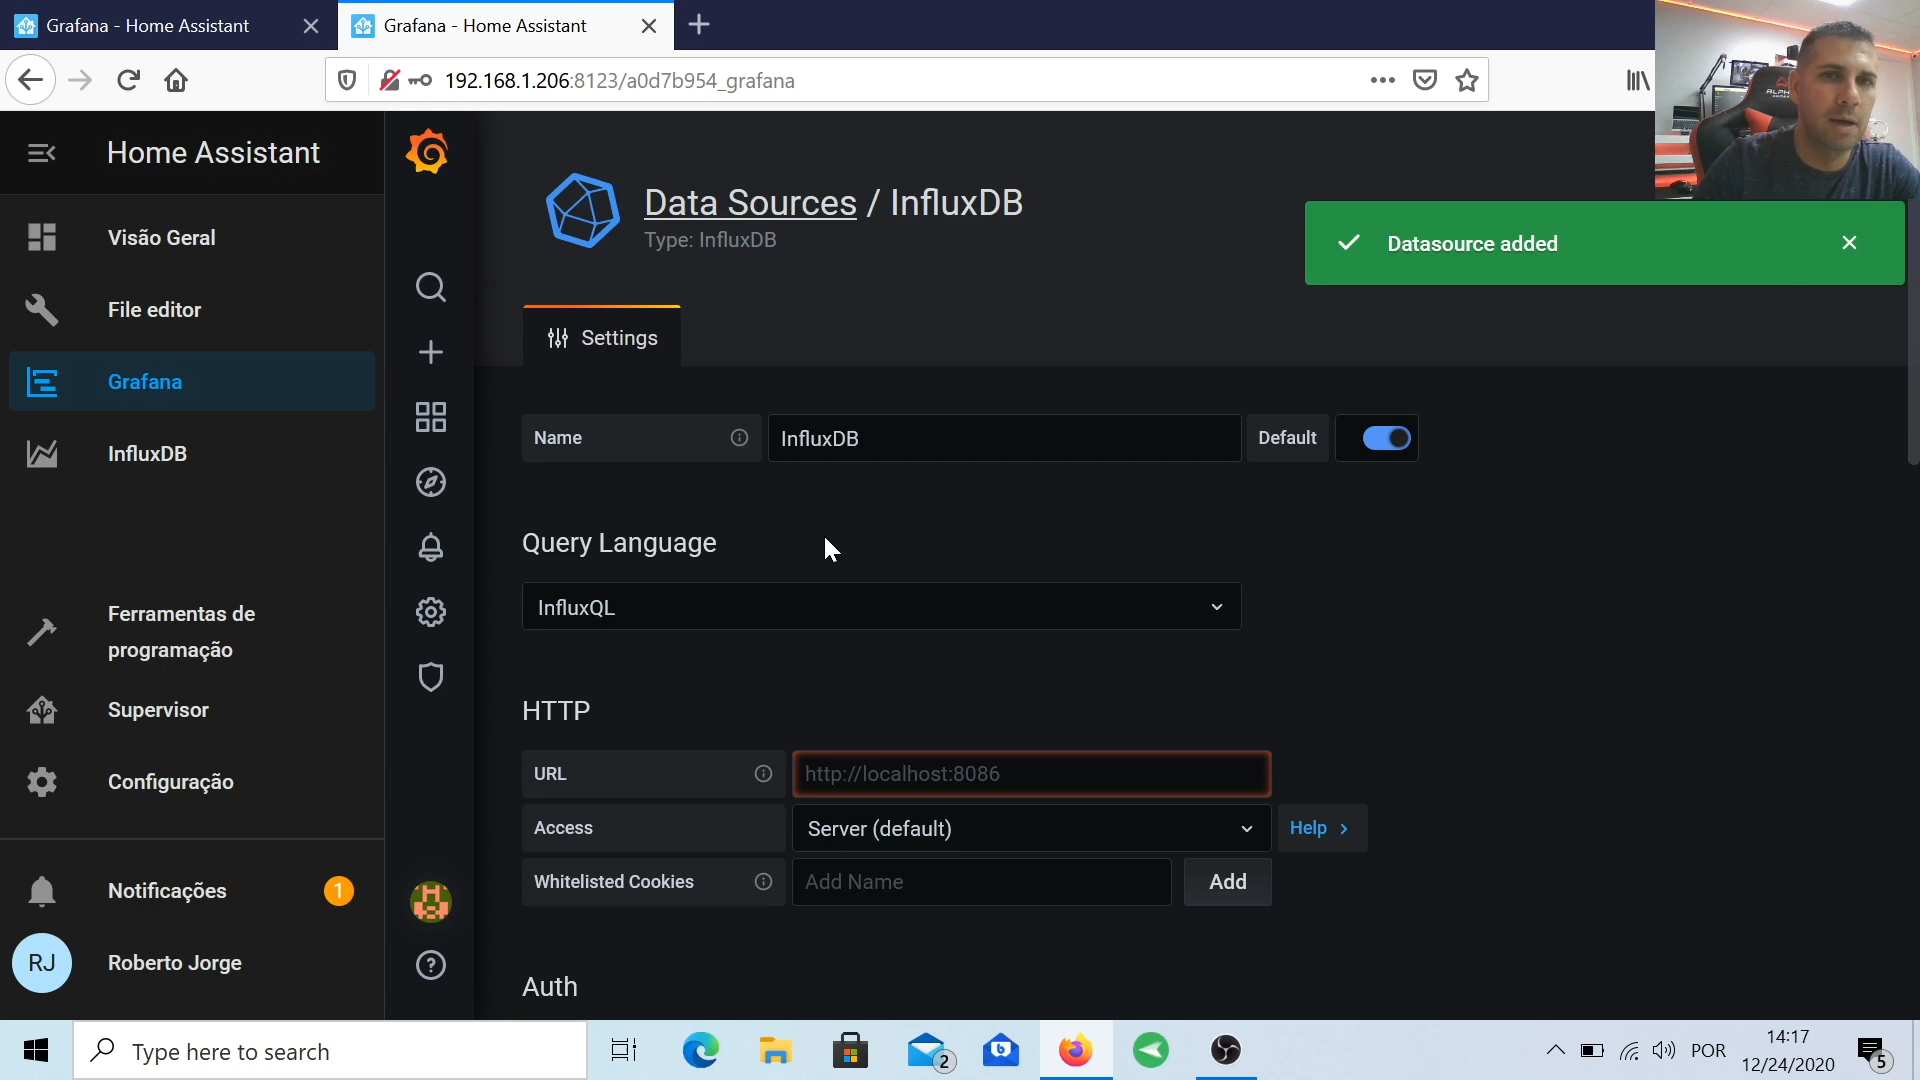 Grafana - Home Assistant
Grafana - Home Assistant
192.168.1.206:8123/a0d7b954_grafana
Home Assistant
Visão Geral
File editor
Grafana
InfluxDB
Ferramentas de
programação
Supervisor
Configuração
Notificações
1
RJ
Roberto Jorge
Data Sources / InfluxDB
Type: InfluxDB
Datasource added
Settings
Name
InfluxDB
Default
Query Language
InfluxQL
HTTP
URL
http://localhost:8086
Access
Server (default)
Help
Whitelisted Cookies
Add Name
Add
Auth
Type here to search
2
POR
14:17
12/24/2020
5